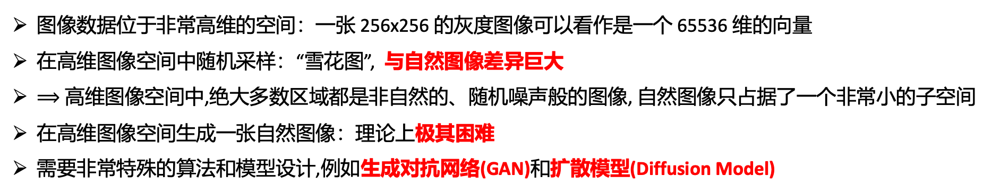 ➢ 图像数据位于非常高维的空间：一张 256x256 的灰度图像可以看作是一个 65536 维的向量
➢ 在高维图像空间中随机采样：“雪花图”, 与自然图像差异巨大
➢ ⟹ 高维图像空间中,绝大多数区域都是非自然的、随机噪声般的图像, 自然图像只占据了一个非常小的子空间
➢ 在高维图像空间生成一张自然图像：理论上极其困难
➢ 需要非常特殊的算法和模型设计,例如生成对抗网络(GAN)和扩散模型(Diffusion Model)